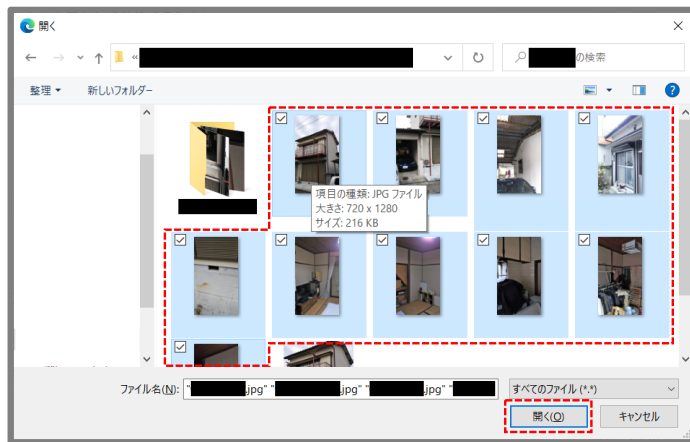 開く
«
の検索
整理
新しいフォルダー
項目の種類: JPG ファイル
大きさ: 720 x 1280
サイズ: 216 KB
ファイル名(N): " .jpg" " .jpg" " .jpg" "
すべてのファイル (*.*)
開く(O)
キャンセル